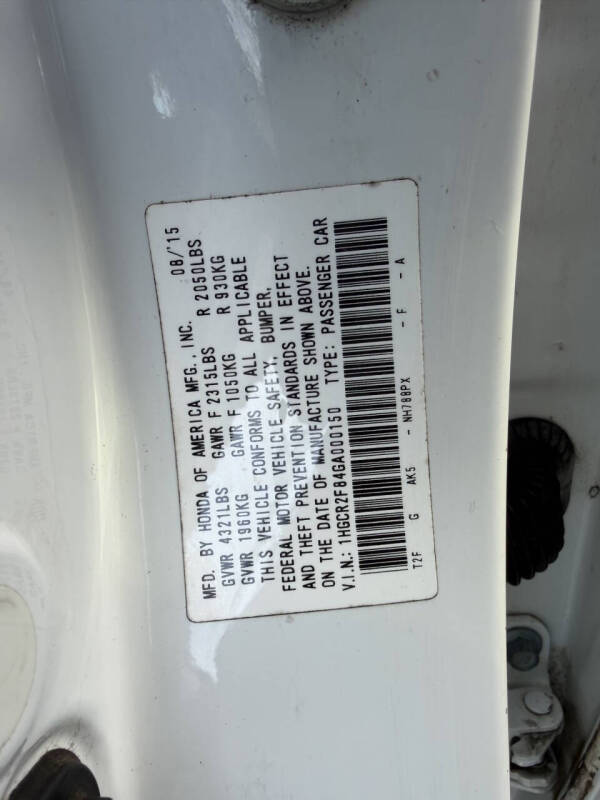 MFD. BY HONDA OF AMERICA MFG., INC. 08/'15
GVWR 4321LBS GAWR F 2315LBS R 2050LBS
GVWR 1960KG GAWR F 1050KG R 930KG
THIS VEHICLE CONFORMS TO ALL APPLICABLE
FEDERAL MOTOR VEHICLE SAFETY, BUMPER,
AND THEFT PREVENTION STANDARDS IN EFFECT
ON THE DATE OF MANUFACTURE SHOWN ABOVE.
V.I.N.: 1HGCR2F84GA000150 TYPE: PASSENGER CAR
T2F G AK5 - NH788PX - F - A